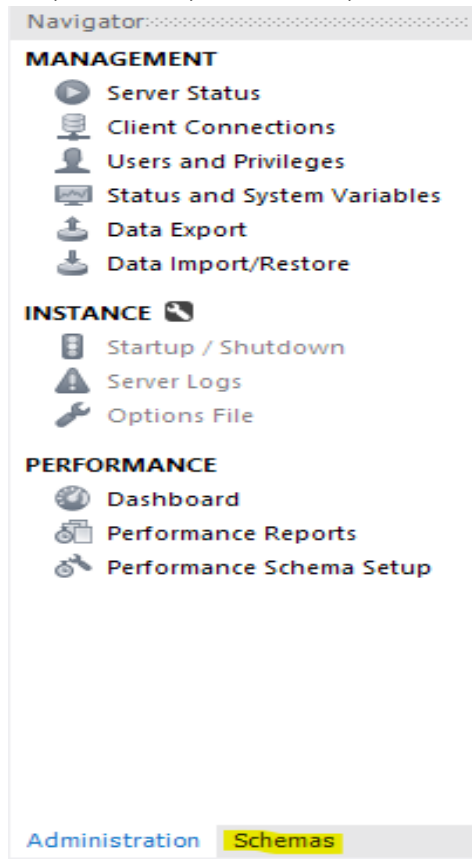 Navigator
MANAGEMENT
Server Status
Client Connections
Users and Privileges
Status and System Variables
Data Export
Data Import/Restore
INSTANCE
Startup / Shutdown
Server Logs
Options File
PERFORMANCE
Dashboard
Performance Reports
Performance Schema Setup
Administration Schemas